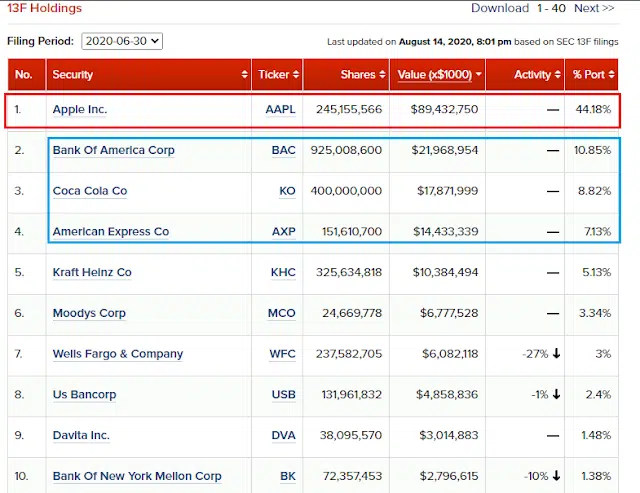 13F Holdings Download 1 - 40 Next >>
Filing Period: 2020-06-30 Last updated on August 14, 2020, 8:01 pm based on SEC 13F filings
No. Security Ticker Shares Value (x$1000) Activity % Port
1. Apple Inc. AAPL 245,155,566 $89,432,750 — 44.18%
2. Bank Of America Corp BAC 925,008,600 $21,968,954 — 10.85%
3. Coca Cola Co KO 400,000,000 $17,871,999 — 8.82%
4. American Express Co AXP 151,610,700 $14,433,339 — 7.13%
5. Kraft Heinz Co KHC 325,634,818 $10,384,494 — 5.13%
6. Moodys Corp MCO 24,669,778 $6,777,528 — 3.34%
7. Wells Fargo & Company WFC 237,582,705 $6,082,118 -27% ↓ 3%
8. Us Bancorp USB 131,961,832 $4,858,836 -1% ↓ 2.4%
9. Davita Inc. DVA 38,095,570 $3,014,883 — 1.48%
10. Bank Of New York Mellon Corp BK 72,357,453 $2,796,615 -10% ↓ 1.38%